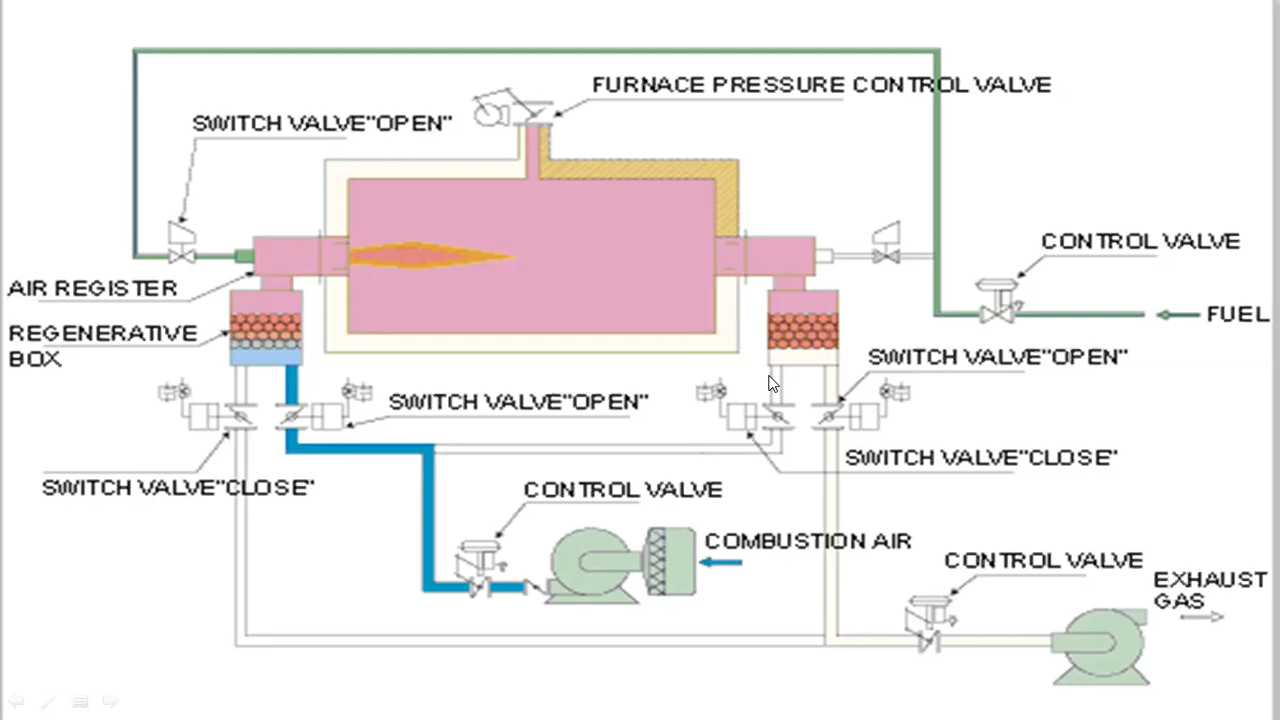 FURNACE PRESSURE CONTROL VALVE
SWITCH VALVE"OPEN"
CONTROL VALVE
AIR REGISTER
FUEL
REGENERATIVE
BOX
SWITCH VALVE"OPEN"
SWITCH VALVE"OPEN"
SWITCH VALVE"CLOSE"
SWITCH VALVE"CLOSE"
CONTROL VALVE
COMBUSTION AIR
CONTROL VALVE
EXHAUST
GAS